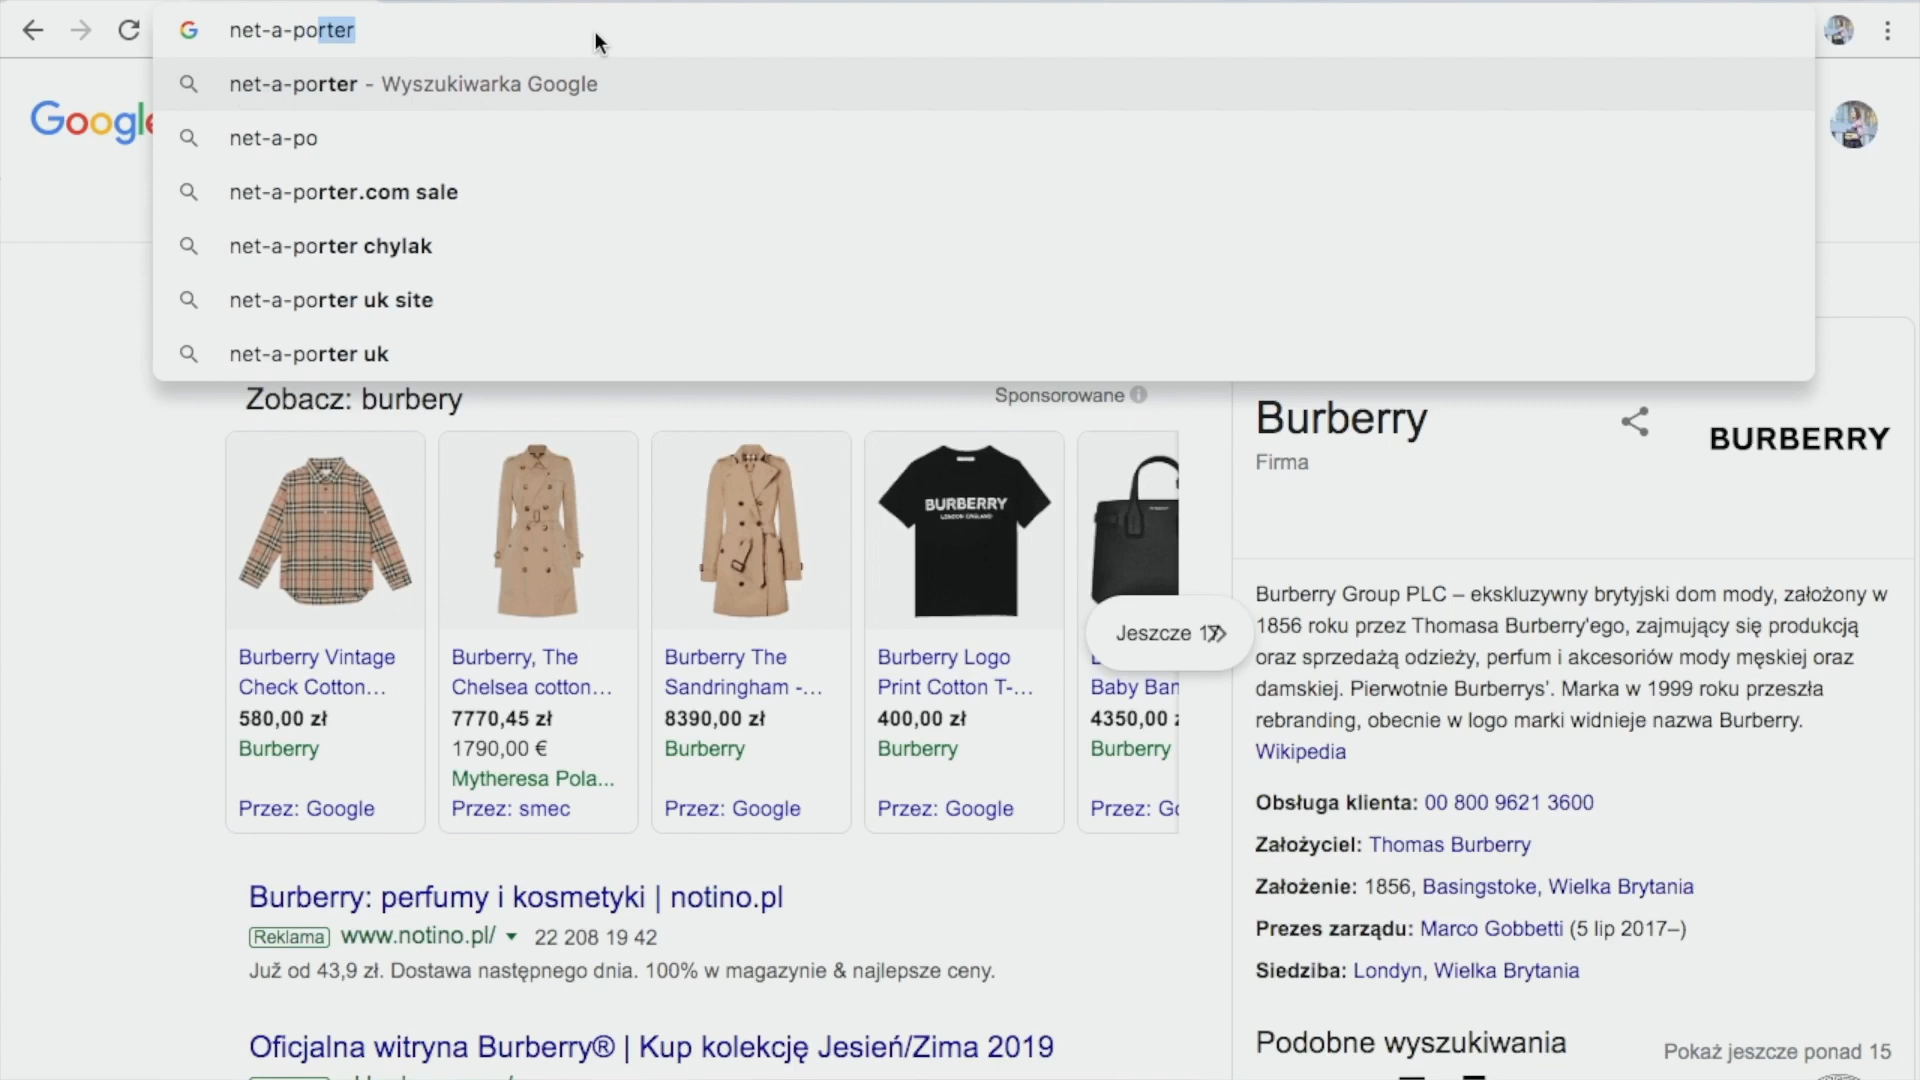 net-a-porter
net-a-porter - Wyszukiwarka Google
net-a-po
net-a-porter.com sale
net-a-porter chylak
net-a-porter uk site
net-a-porter uk
Google
Zobacz: burbery
Sponsorowane
BURBERRY
LONDON ENGLAND
Burberry Vintage
Check Cotton...
580,00 zł
Burberry
Przez: Google
Burberry, The
Chelsea cotton...
7770,45 zł
1790,00 €
Mytheresa Pola...
Przez: smec
Burberry The
Sandringham -...
8390,00 zł
Burberry
Przez: Google
Burberry Logo
Print Cotton T-...
400,00 zł
Burberry
Przez: Google
Baby Ban
4350,00
Burberry
Przez: Go
Jeszcze 17
Burberry: perfumy i kosmetyki | notino.pl
Reklama www.notino.pl/ 22 208 19 42
Już od 43,9 zł. Dostawa następnego dnia. 100% w magazynie & najlepsze ceny.
Oficjalna witryna Burberry® | Kup kolekcję Jesień/Zima 2019
Burberry
Firma
BURBERRY
Burberry Group PLC – ekskluzywny brytyjski dom mody, założony w
1856 roku przez Thomasa Burberry'ego, zajmujący się produkcją
oraz sprzedażą odzieży, perfum i akcesoriów mody męskiej oraz
damskiej. Pierwotnie Burberrys'. Marka w 1999 roku przeszła
rebranding, obecnie w logo marki widnieje nazwa Burberry.
Wikipedia
Obsługa klienta: 00 800 9621 3600
Założyciel: Thomas Burberry
Założenie: 1856, Basingstoke, Wielka Brytania
Prezes zarządu: Marco Gobbetti (5 lip 2017–)
Siedziba: Londyn, Wielka Brytania
Podobne wyszukiwania
Pokaż jeszcze ponad 15